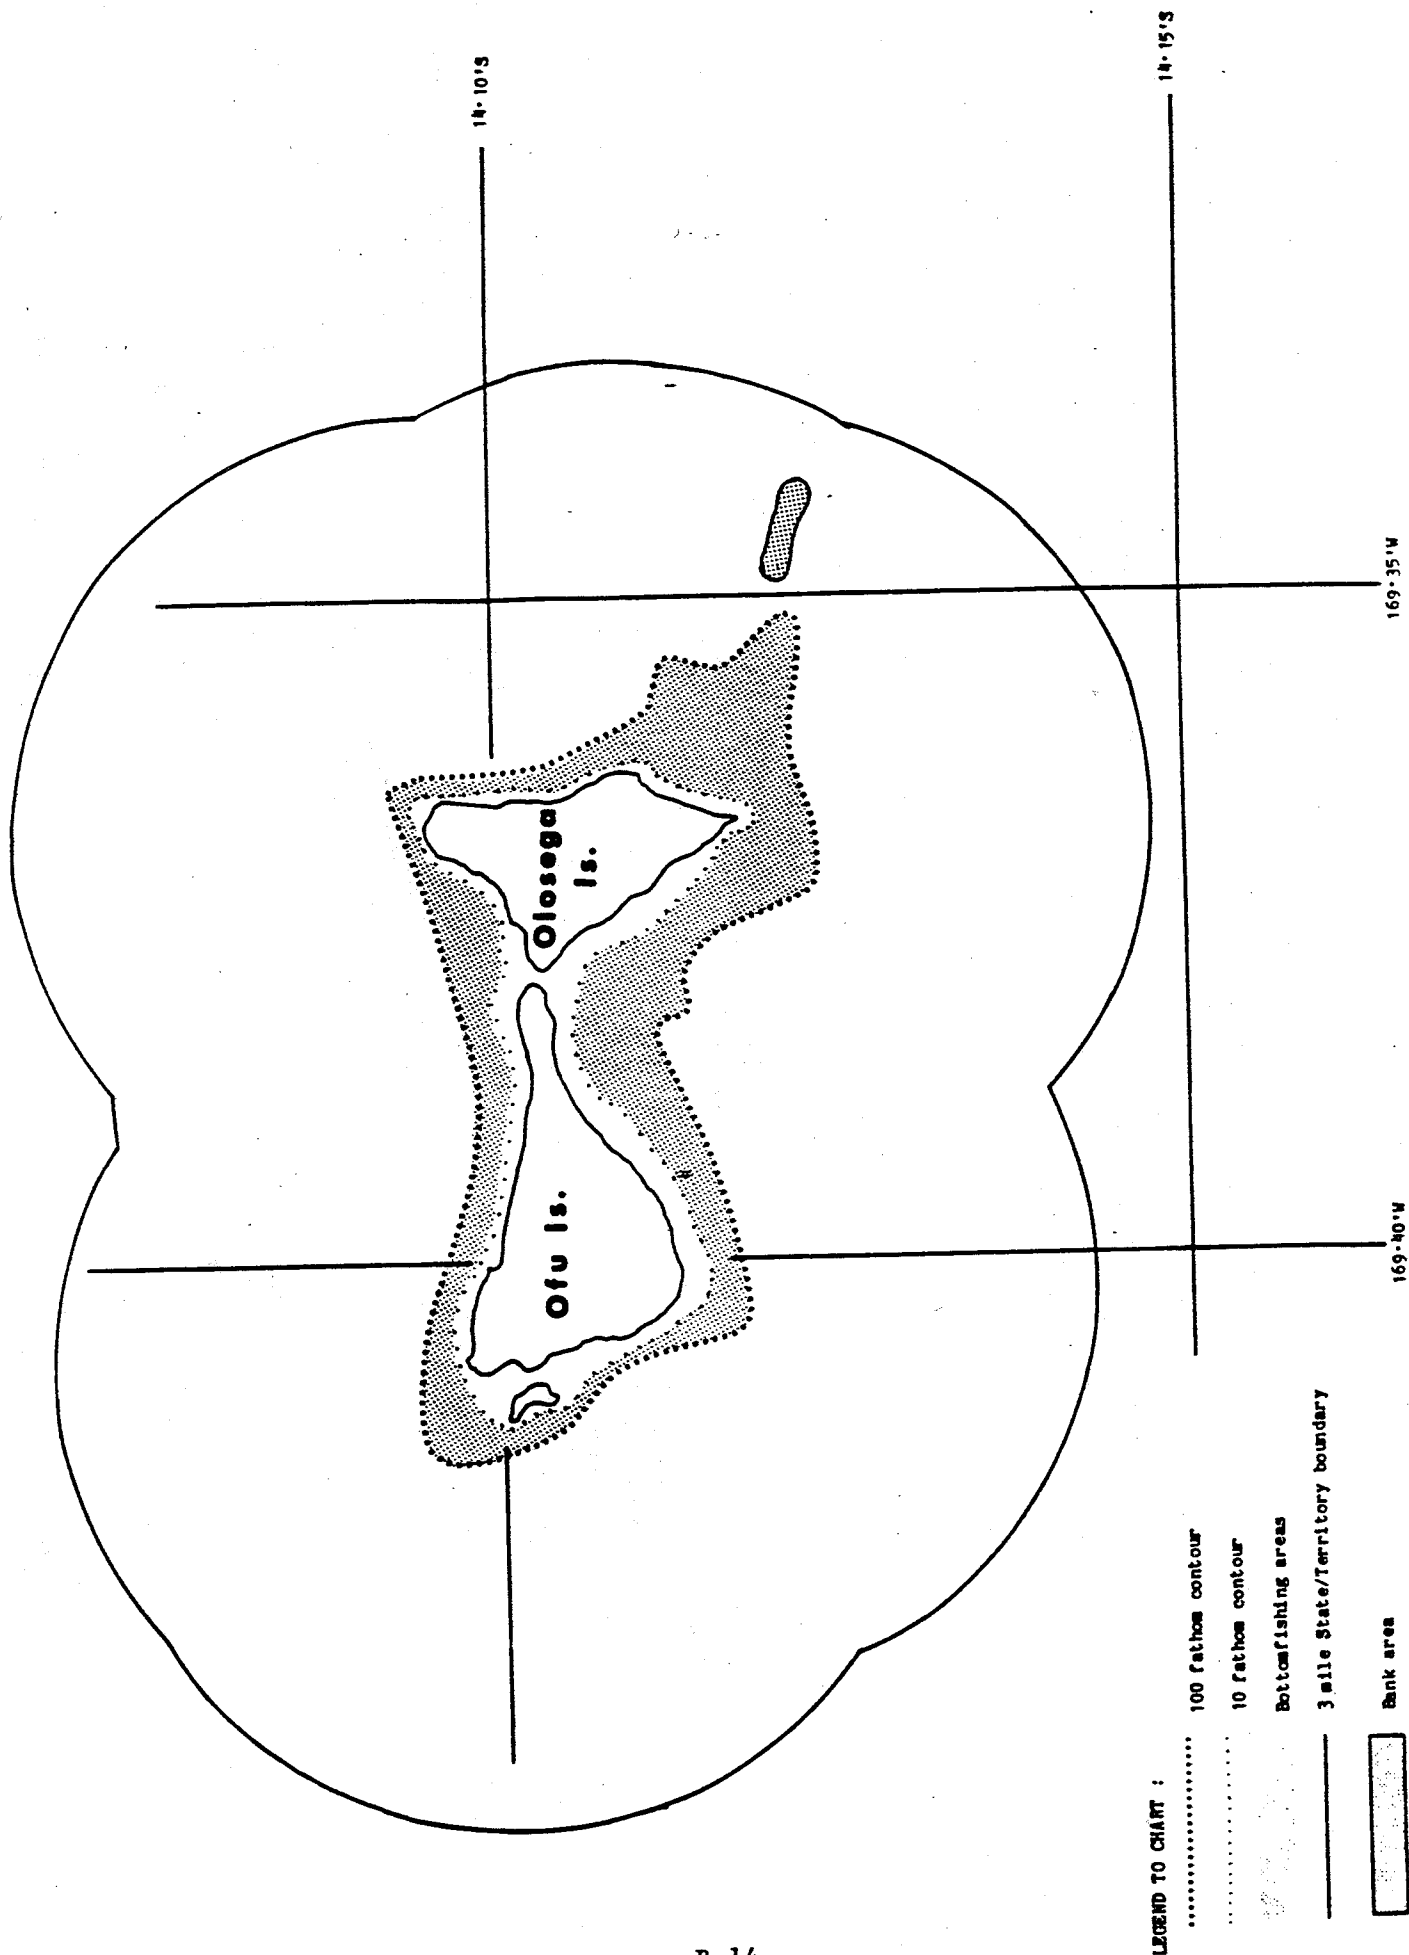 14·10'S
14·15'S
Olosega
Is.
Ofu Is.
169·35'W
169·40'W
LEGEND TO CHART :
100 fathom contour
10 fathom contour
Bottomfishing areas
3 mile State/Territory boundary
Bank area